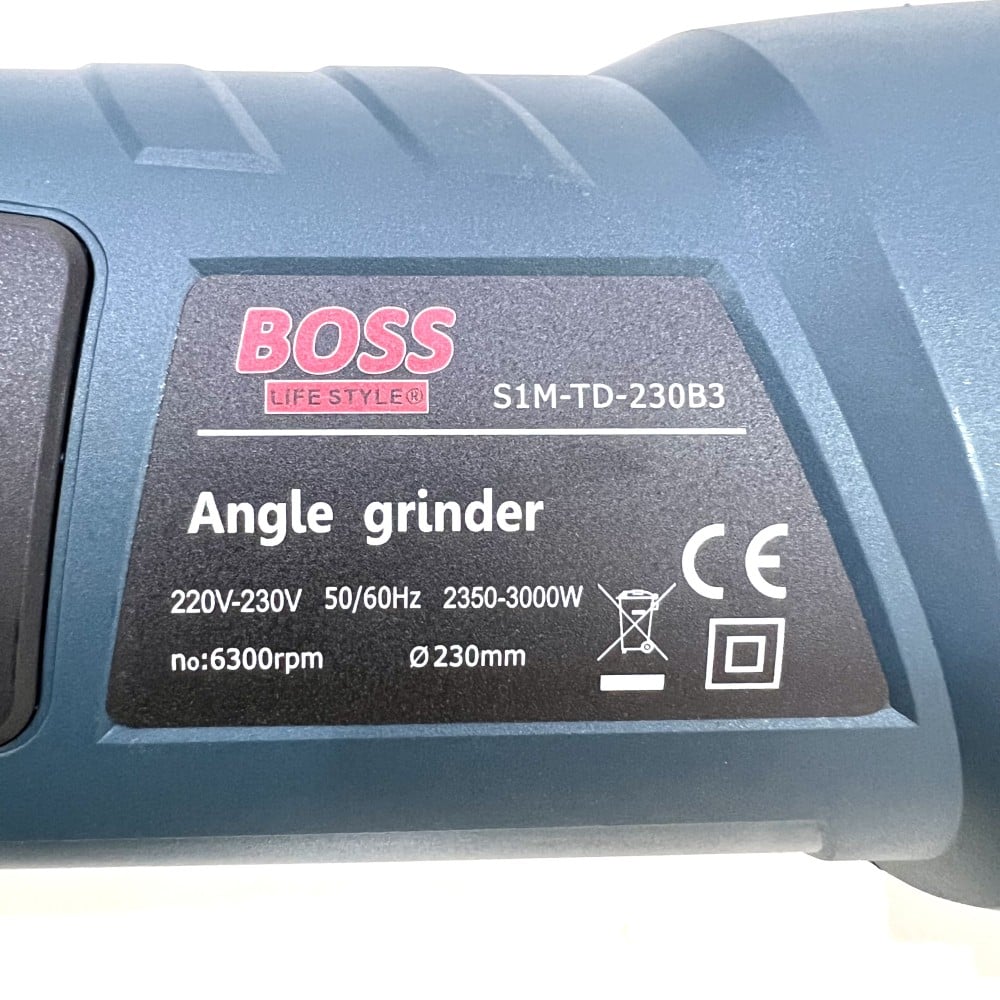 BOSS
LIFE STYLE®
S1M-TD-230B3
Angle grinder
220V-230V 50/60Hz 2350-3000W
no:6300rpm Ø230mm
CE